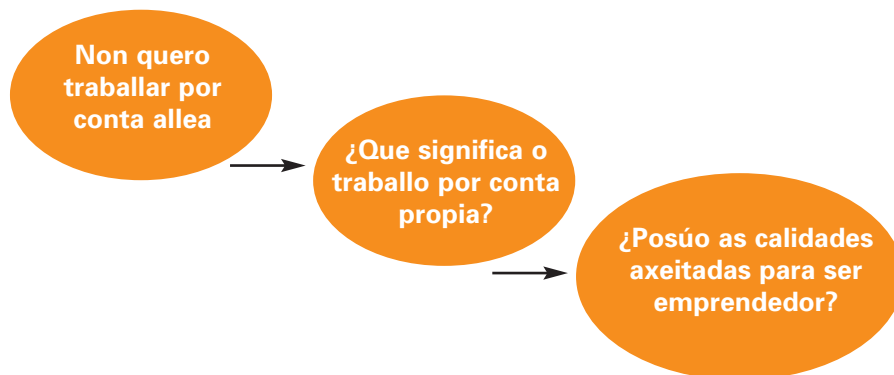 Non quero
traballar por
conta allea
¿Que significa o
traballo por conta
propia?
¿Posúo as calidades
axeitadas para ser
emprendedor?